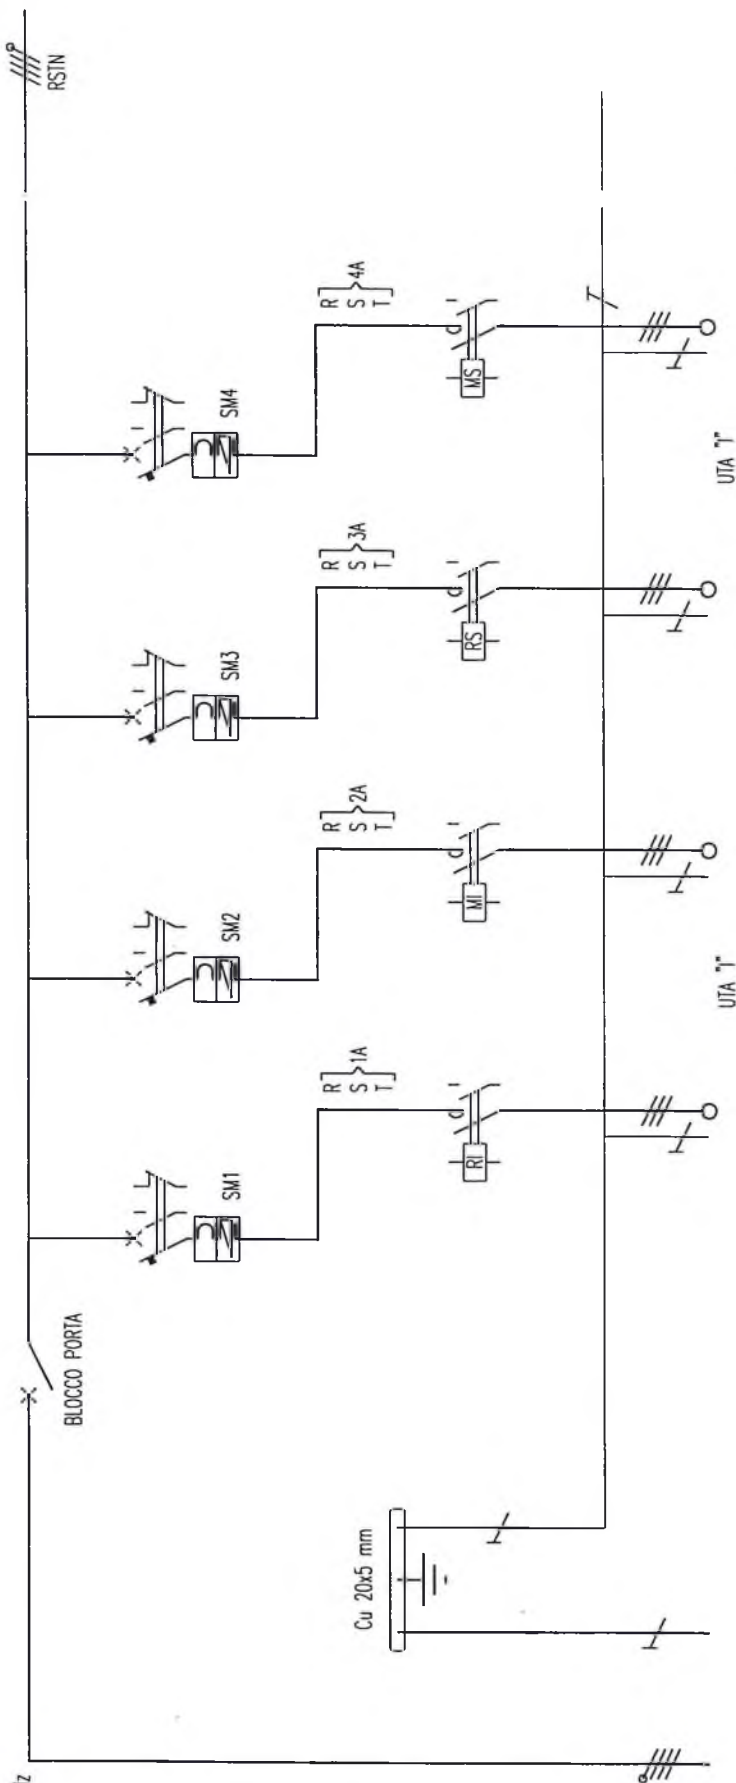 RSTN
R
S
T
4A
SM4
MS
UTA "I"
R
S
T
3A
SM3
RS
R
S
T
2A
SM2
MI
UTA "I"
R
S
T
1A
SM1
RI
BLOCCO PORTA
Cu 20x5 mm